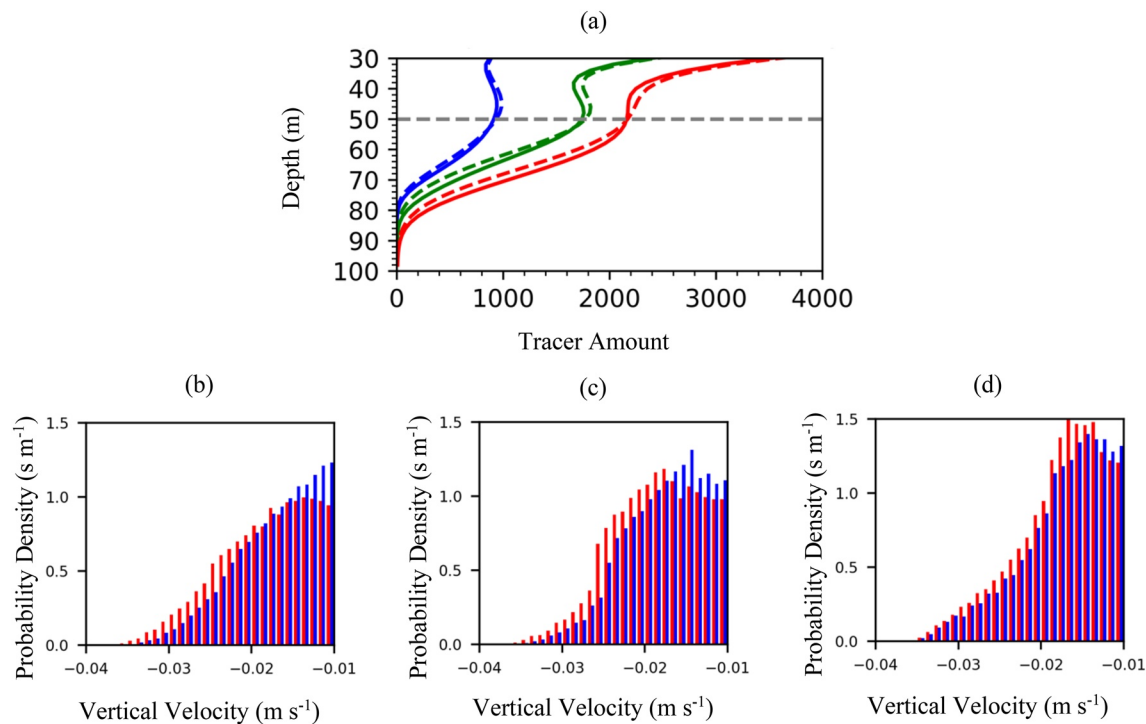 (a)
30
40
50
60
70
80
90
100
Depth (m)
0 1000 2000 3000 4000
Tracer Amount
(b)
1.5
1.0
0.5
0.0
Probability Density (s m⁻¹)
−0.04 −0.03 −0.02 −0.01
Vertical Velocity (m s⁻¹)
(c)
1.5
1.0
0.5
0.0
Probability Density (s m⁻¹)
−0.04 −0.03 −0.02 −0.01
Vertical Velocity (m s⁻¹)
(d)
1.5
1.0
0.5
0.0
Probability Density (s m⁻¹)
−0.04 −0.03 −0.02 −0.01
Vertical Velocity (m s⁻¹)